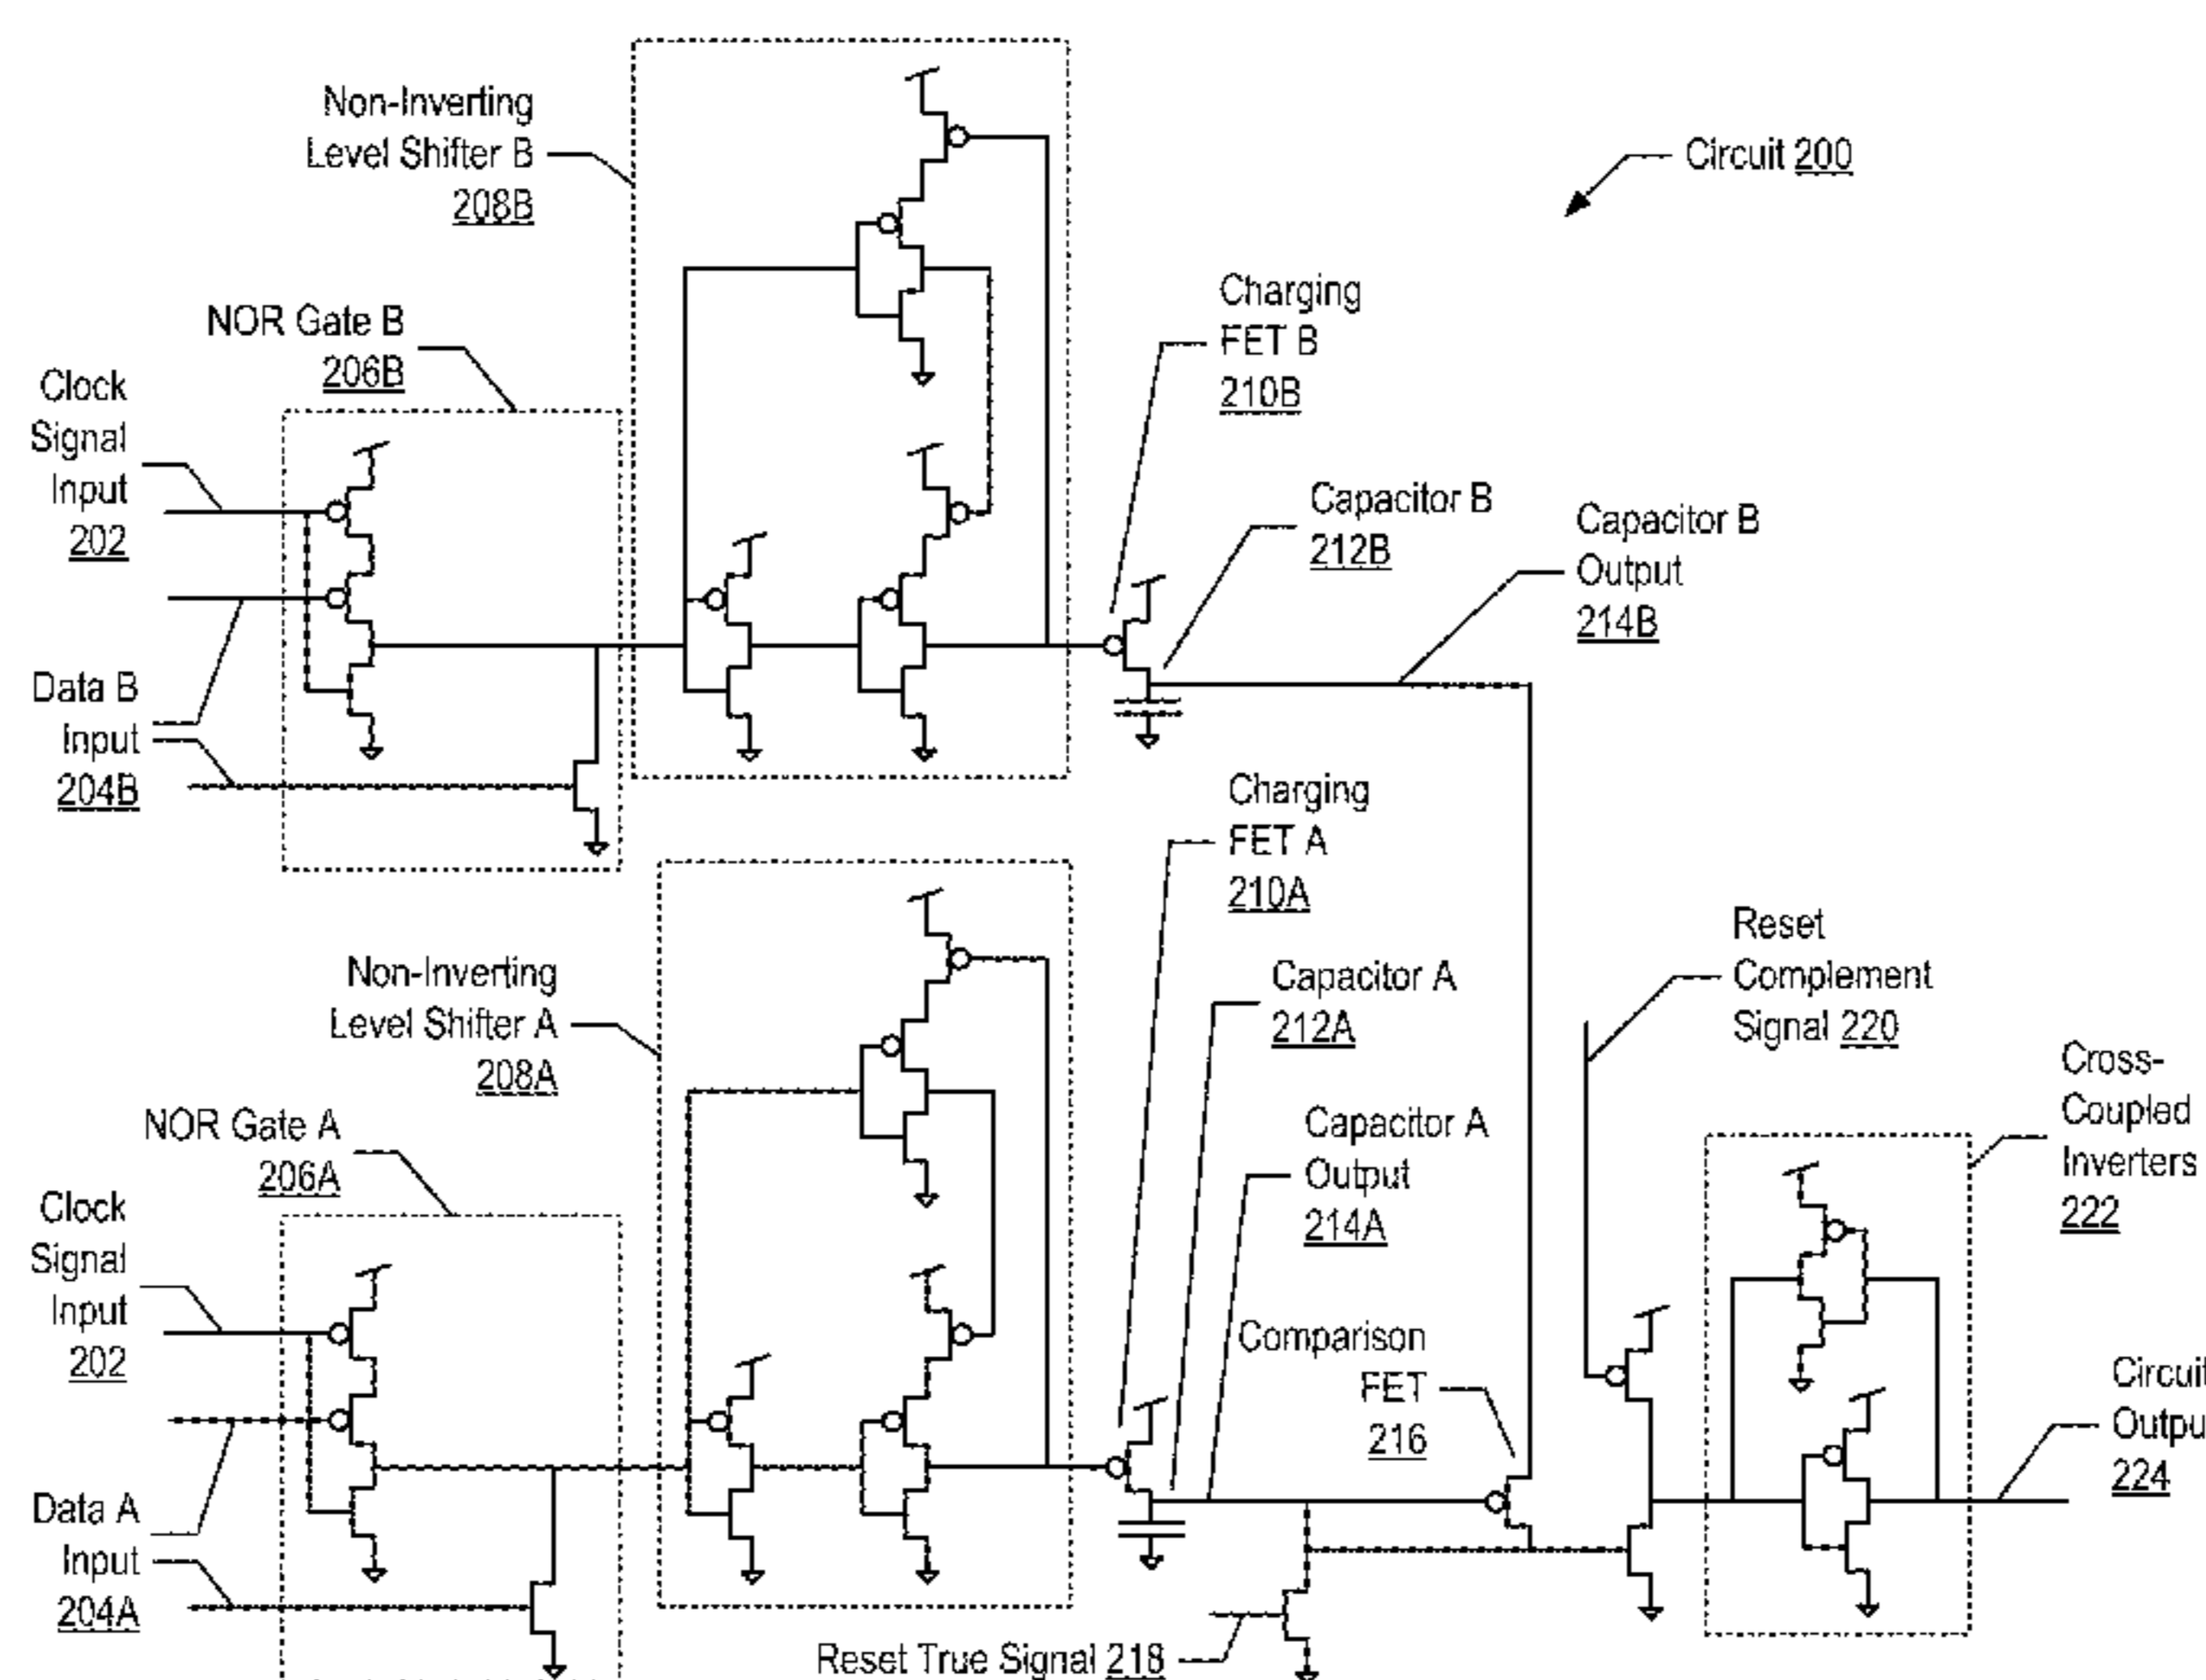 Non-Inverting
Level Shifter B
208B
Circuit 200
NOR Gate B
206B
Charging
FET B
210B
Clock
Signal
Input
202
Capacitor B
212B
Capacitor B
Output
214B
Data B
Input
204B
Charging
FET A
210A
Non-Inverting
Level Shifter A
208A
Capacitor A
212A
Reset
Complement
Signal 220
NOR Gate A
206A
Capacitor A
Output
214A
Cross-
Coupled
Inverters
222
Clock
Signal
Input
202
Comparison
FET
216
Circuit
Outpu
224
Data A
Input
204A
Reset True Signal 218